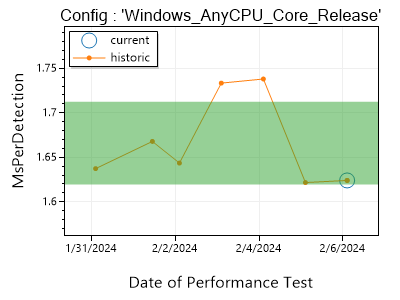 Config : 'Windows_AnyCPU_Core_Release'
current
historic
MsPerDetection
1.75
1.7
1.65
1.6
1/31/2024
2/2/2024
2/4/2024
2/6/2024
Date of Performance Test